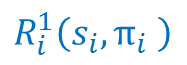 R_i^1(s_i, π_i )